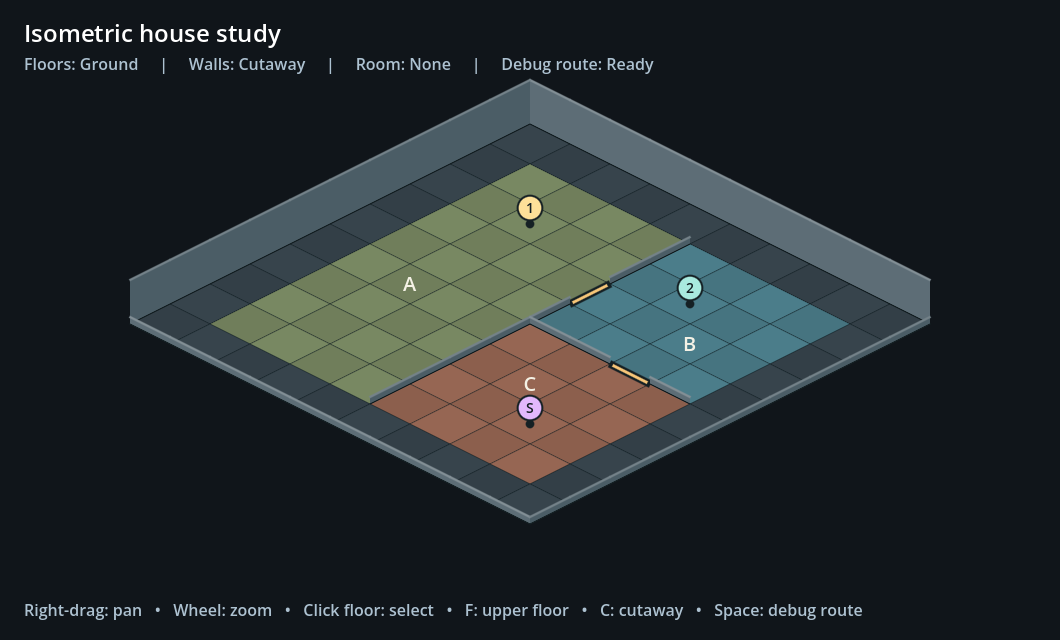 Isometric house study
Floors: Ground | Walls: Cutaway | Room: None | Debug route: Ready
1
A
2
B
C
S
Right-drag: pan • Wheel: zoom • Click floor: select • F: upper floor • C: cutaway • Space: debug route